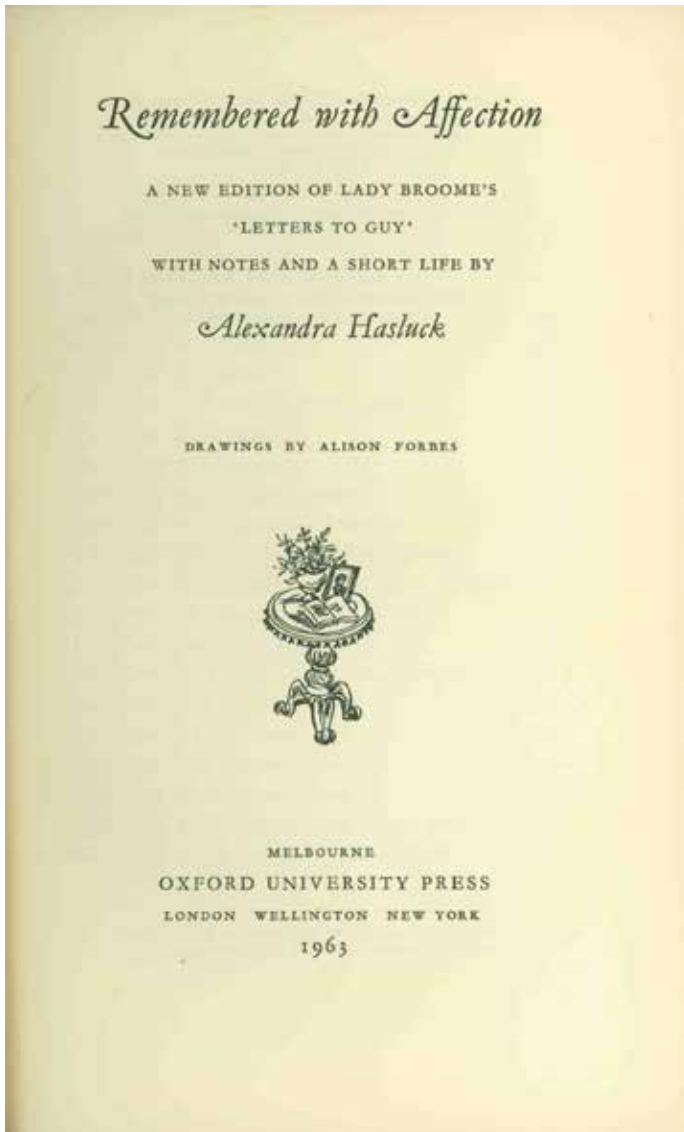 Remembered with Affection
A NEW EDITION OF LADY BROOME'S
'LETTERS TO GUY'
WITH NOTES AND A SHORT LIFE BY
Alexandra Hasluck
DRAWINGS BY ALISON FORBES
MELBOURNE
OXFORD UNIVERSITY PRESS
LONDON WELLINGTON NEW YORK
1963